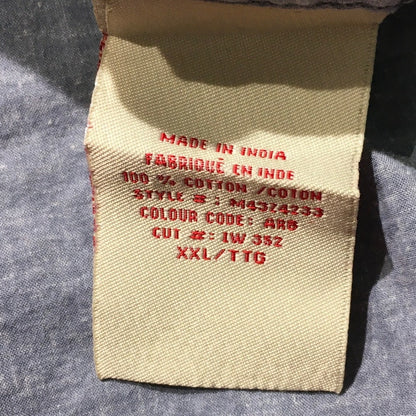 MADE IN INDIA
FABRIQUÉ EN INDE
100 % COTTON /COTON
STYLE # : M4374233
COLOUR CODE: AR8
CUT #: IW 352
XXL/TTG